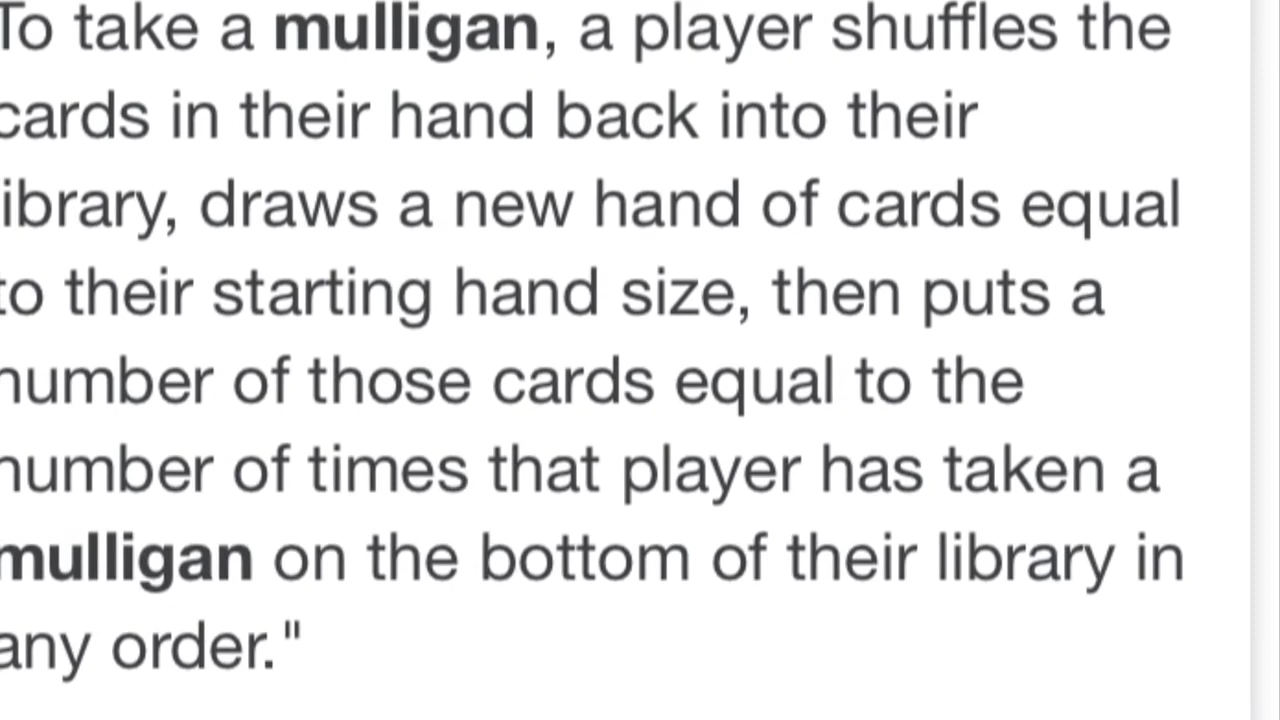 To take a mulligan, a player shuffles the
cards in their hand back into their
library, draws a new hand of cards equal
to their starting hand size, then puts a
number of those cards equal to the
number of times that player has taken a
mulligan on the bottom of their library in
any order."